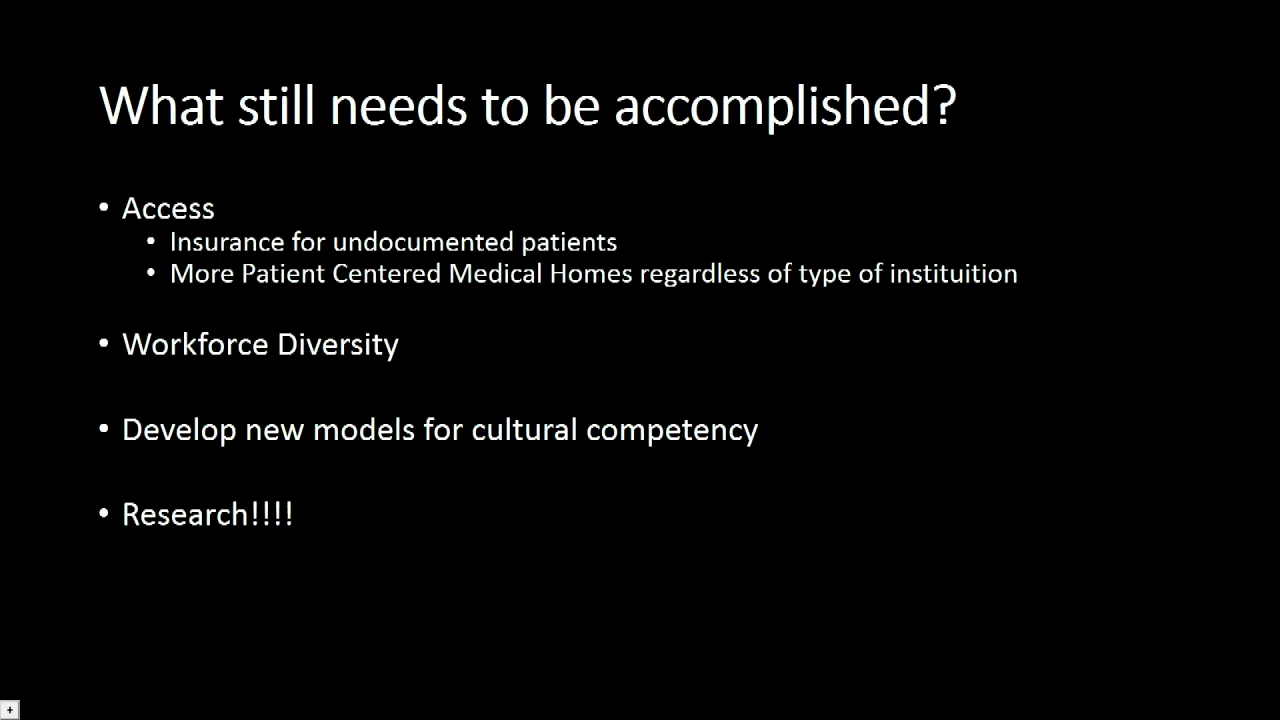 What still needs to be accomplished?
• Access
• Insurance for undocumented patients
• More Patient Centered Medical Homes regardless of type of instituition
• Workforce Diversity
• Develop new models for cultural competency
• Research!!!!
+